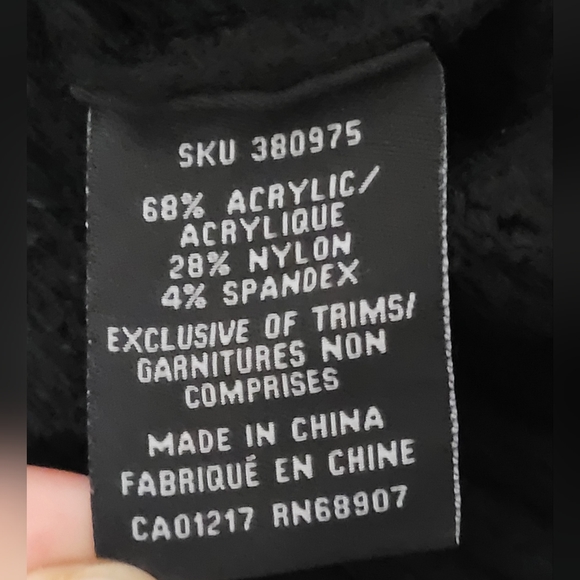 SKU 380975
68% ACRYLIC/
ACRYLIQUE
28% NYLON
4% SPANDEX
EXCLUSIVE OF TRIMS/
GARNITURES NON
COMPRISES
MADE IN CHINA
FABRIQUÉ EN CHINE
CA01217 RN68907